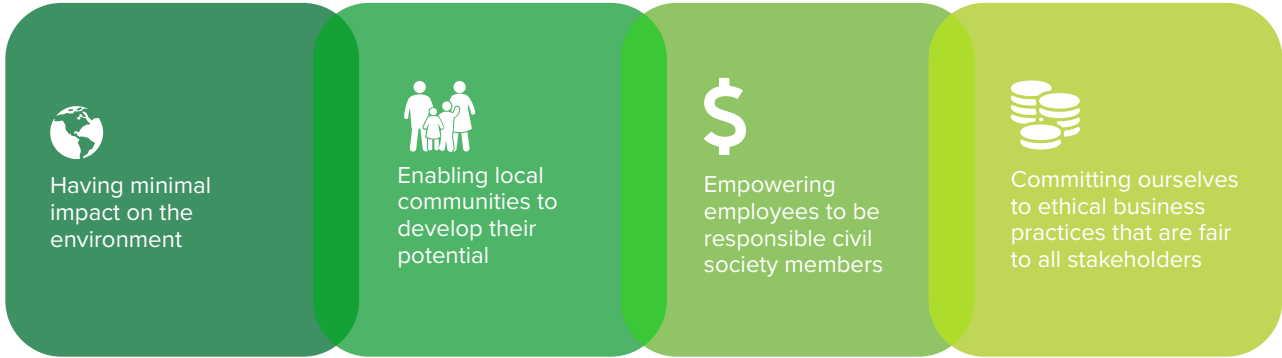 Having minimal
impact on the
environment
Enabling local
communities to
develop their
potential
$
Empowering
employees to be
responsible civil
society members
Committing ourselves
to ethical business
practices that are fair
to all stakeholders